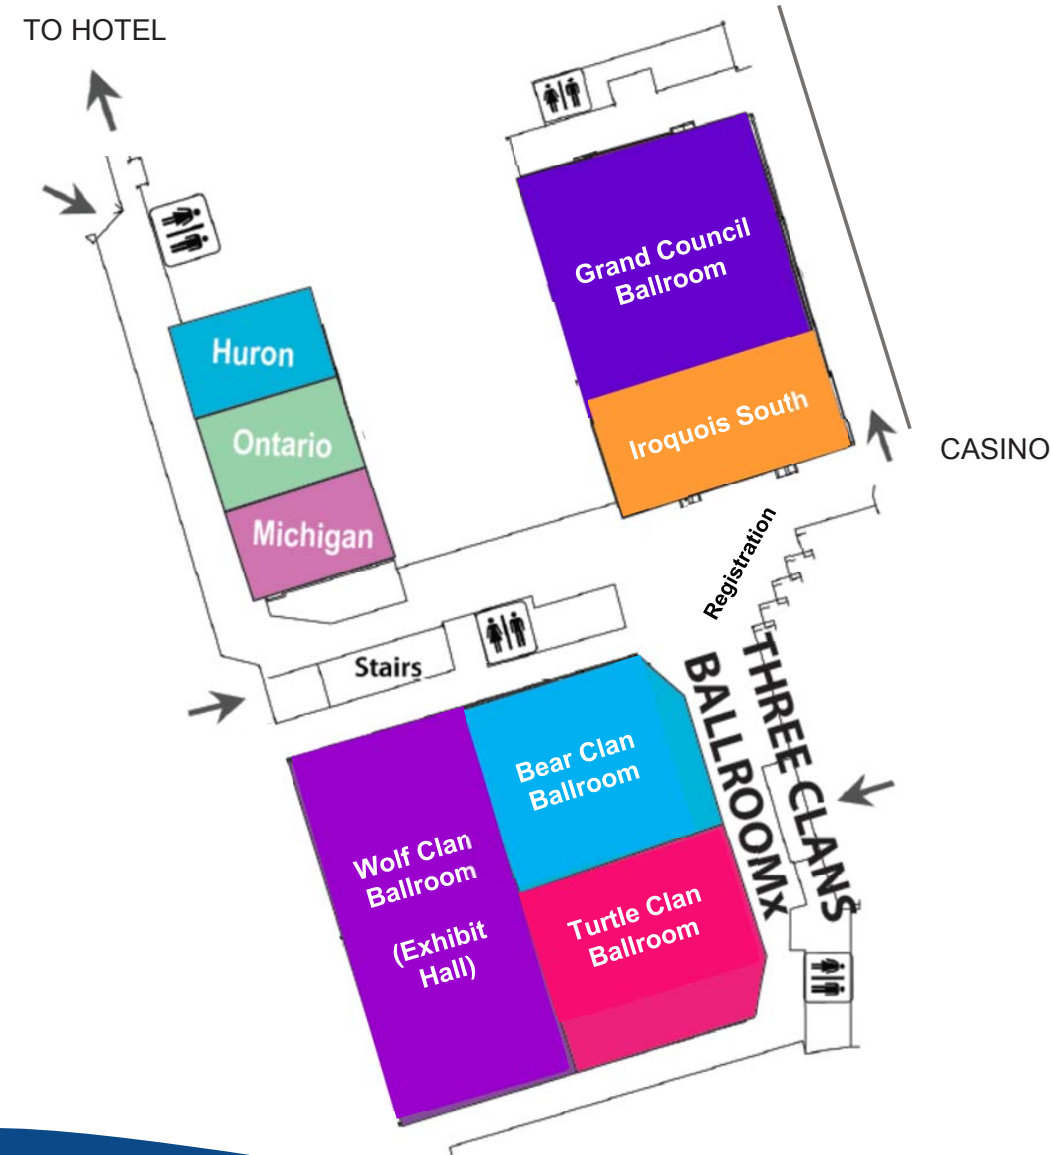 TO HOTEL
Grand Council
Ballroom
Huron
Iroquois South
Ontario
CASINO
Michigan
Registration
Stairs
THREE CLANS
BALLROOMx
Bear Clan
Ballroom
Wolf Clan
Ballroom
(Exhibit
Hall)
Turtle Clan
Ballroom